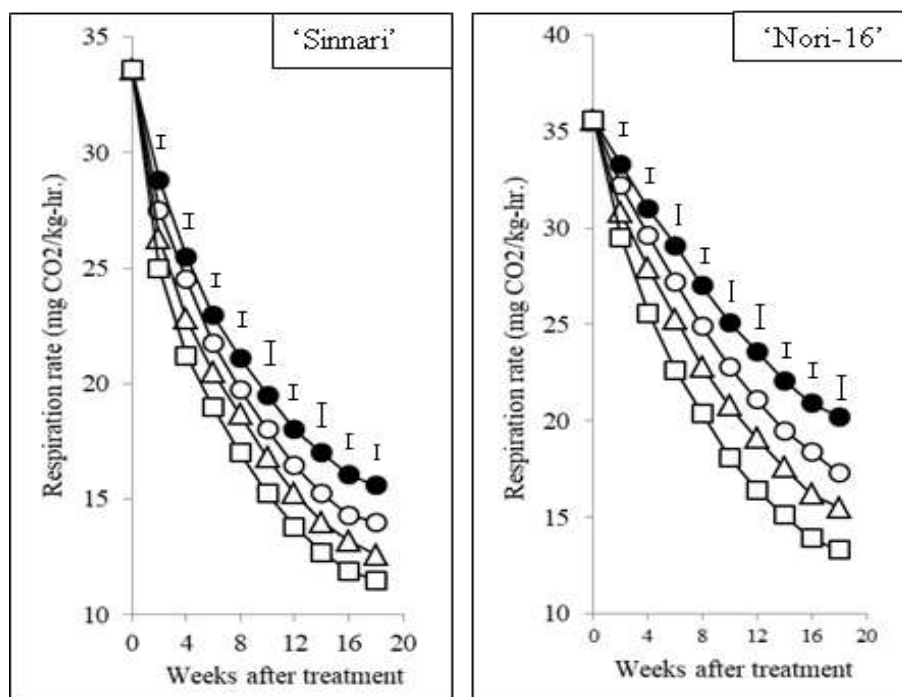 ‘Sinnari’
35
30
25
20
15
10
Respiration rate (mg CO2/kg-hr.)
0 4 8 12 16 20
Weeks after treatment
‘Nori-16’
40
35
30
25
20
15
10
Respiration rate (mg CO2/kg-hr.)
0 4 8 12 16 20
Weeks after treatment